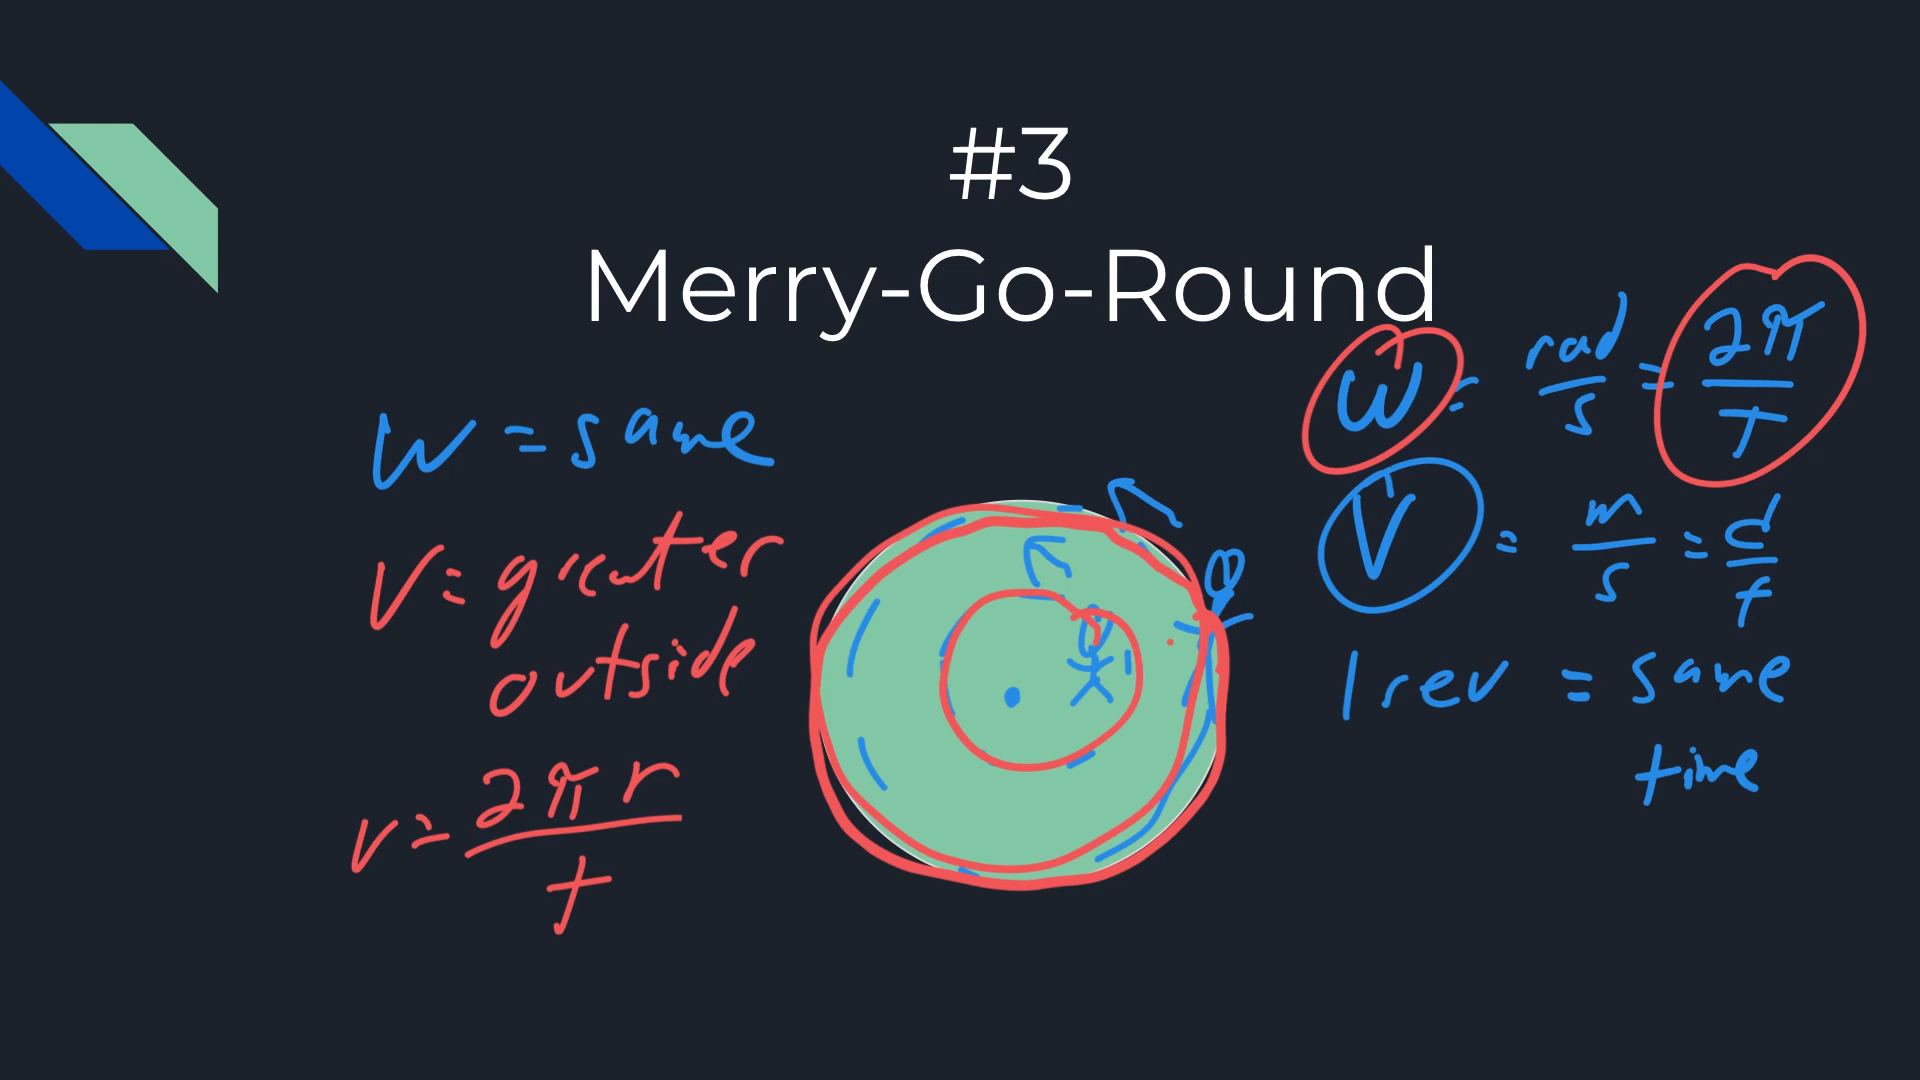 #3
Merry-Go-Round
W = same
V = greater
outside
v = 2πr / t
W = rad / s = 2π / T
V = m / s = d / t
1 rev = same
time